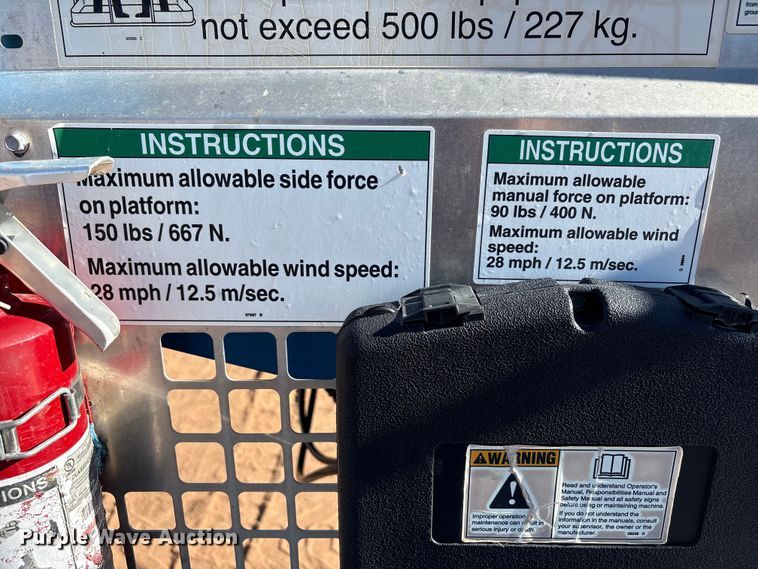 not exceed 500 lbs / 227 kg.
INSTRUCTIONS
Maximum allowable side force
on platform:
150 lbs / 667 N.
Maximum allowable wind speed:
28 mph / 12.5 m/sec.
INSTRUCTIONS
Maximum allowable
manual force on platform:
90 lbs / 400 N.
Maximum allowable wind
speed:
28 mph / 12.5 m/sec.
WARNING
Improper operation
maintenance can result in
serious injury or death.
Read and understand Operator's
Manual, Responsibilities Manual and
Safety Manual and all safety signs
before using or maintaining machine.
If you do not understand the
information in the manuals, consult
your supervisor, the owner or the
manufacturer.
IONS
Purple Wave Auction